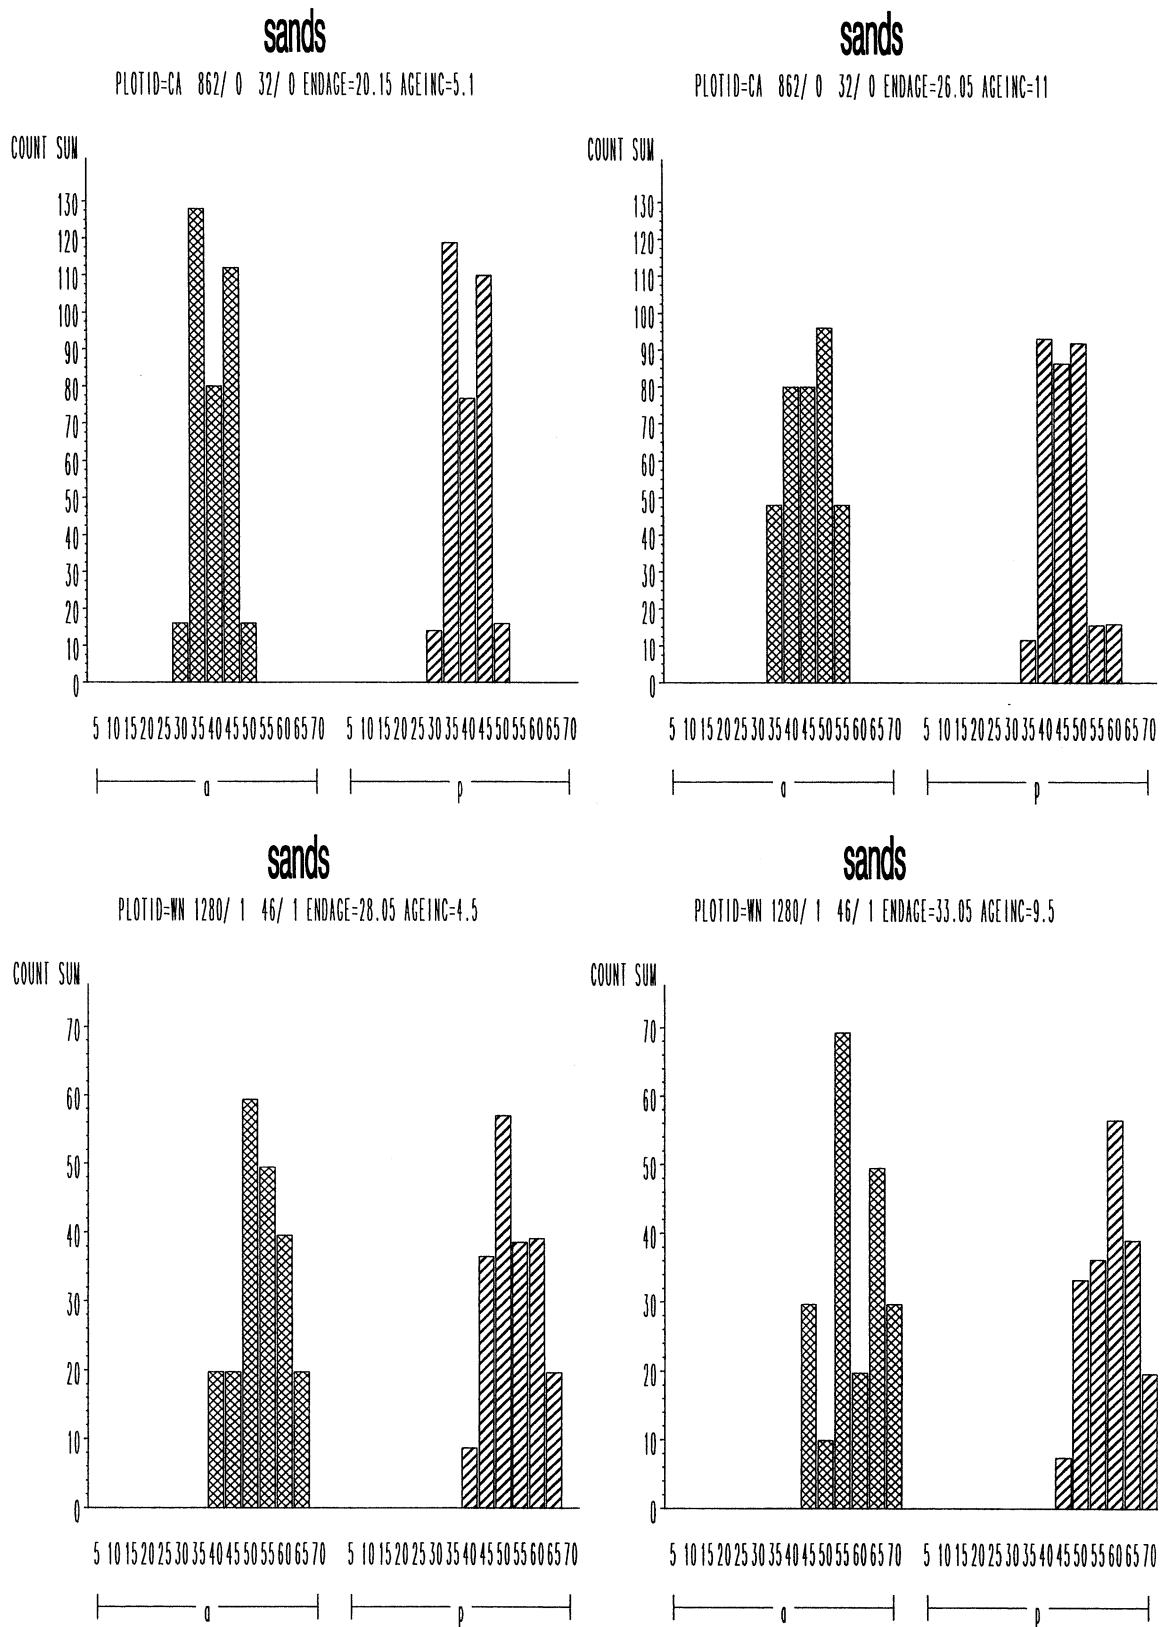 sands
PLOTID=CA 862/ 0 32/ 0 ENDAGE=20.15 AGEINC=5.1
COUNT SUM
130
120
110
100
90
80
70
60
50
40
30
20
10
0
5 10 15 20 25 30 35 40 45 50 55 60 65 70 5 10 15 20 25 30 35 40 45 50 55 60 65 70
a p
sands
PLOTID=CA 862/ 0 32/ 0 ENDAGE=26.05 AGEINC=11
COUNT SUM
130
120
110
100
90
80
70
60
50
40
30
20
10
0
5 10 15 20 25 30 35 40 45 50 55 60 65 70 5 10 15 20 25 30 35 40 45 50 55 60 65 70
a p
sands
PLOTID=WN 1280/ 1 46/ 1 ENDAGE=28.05 AGEINC=4.5
COUNT SUM
70
60
50
40
30
20
10
0
5 10 15 20 25 30 35 40 45 50 55 60 65 70 5 10 15 20 25 30 35 40 45 50 55 60 65 70
a p
sands
PLOTID=WN 1280/ 1 46/ 1 ENDAGE=33.05 AGEINC=9.5
COUNT SUM
70
60
50
40
30
20
10
0
5 10 15 20 25 30 35 40 45 50 55 60 65 70 5 10 15 20 25 30 35 40 45 50 55 60 65 70
a p